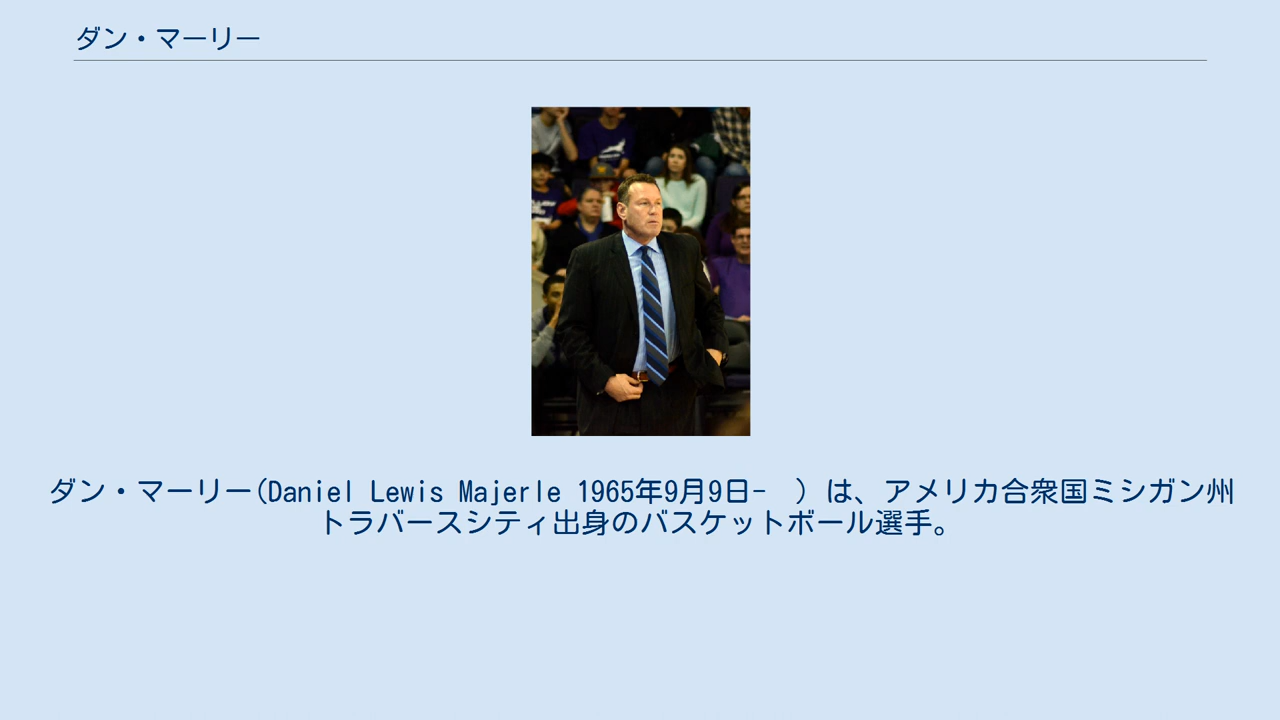 ダン・マーリー
ダン・マーリー(Daniel Lewis Majerle 1965年9月9日-　) は、アメリカ合衆国ミシガン州
トラバースシティ出身のバスケットボール選手。